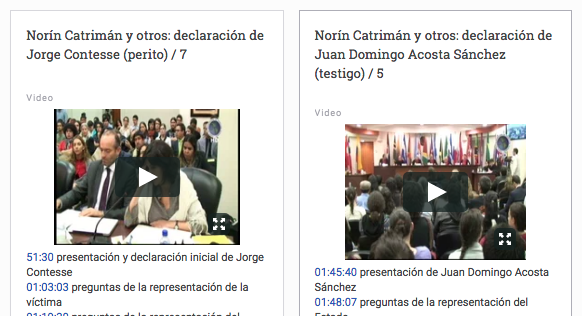 Norín Catrimán y otros: declaración de
Jorge Contesse (perito) / 7
Video
51:30 presentación y declaración inicial de Jorge
Contesse
01:03:03 preguntas de la representación de la
víctima
Norín Catrimán y otros: declaración de
Juan Domingo Acosta Sánchez
(testigo) / 5
Video
01:45:40 presentación de Juan Domingo Acosta
Sánchez
01:48:07 preguntas de la representación del